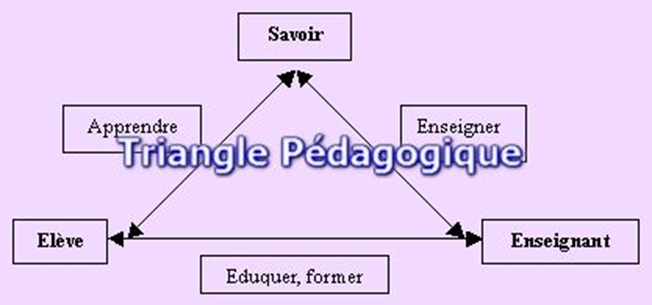 Savoir
Apprendre
Enseigner
Triangle Pédagogique
Elève
Enseignant
Eduquer, former